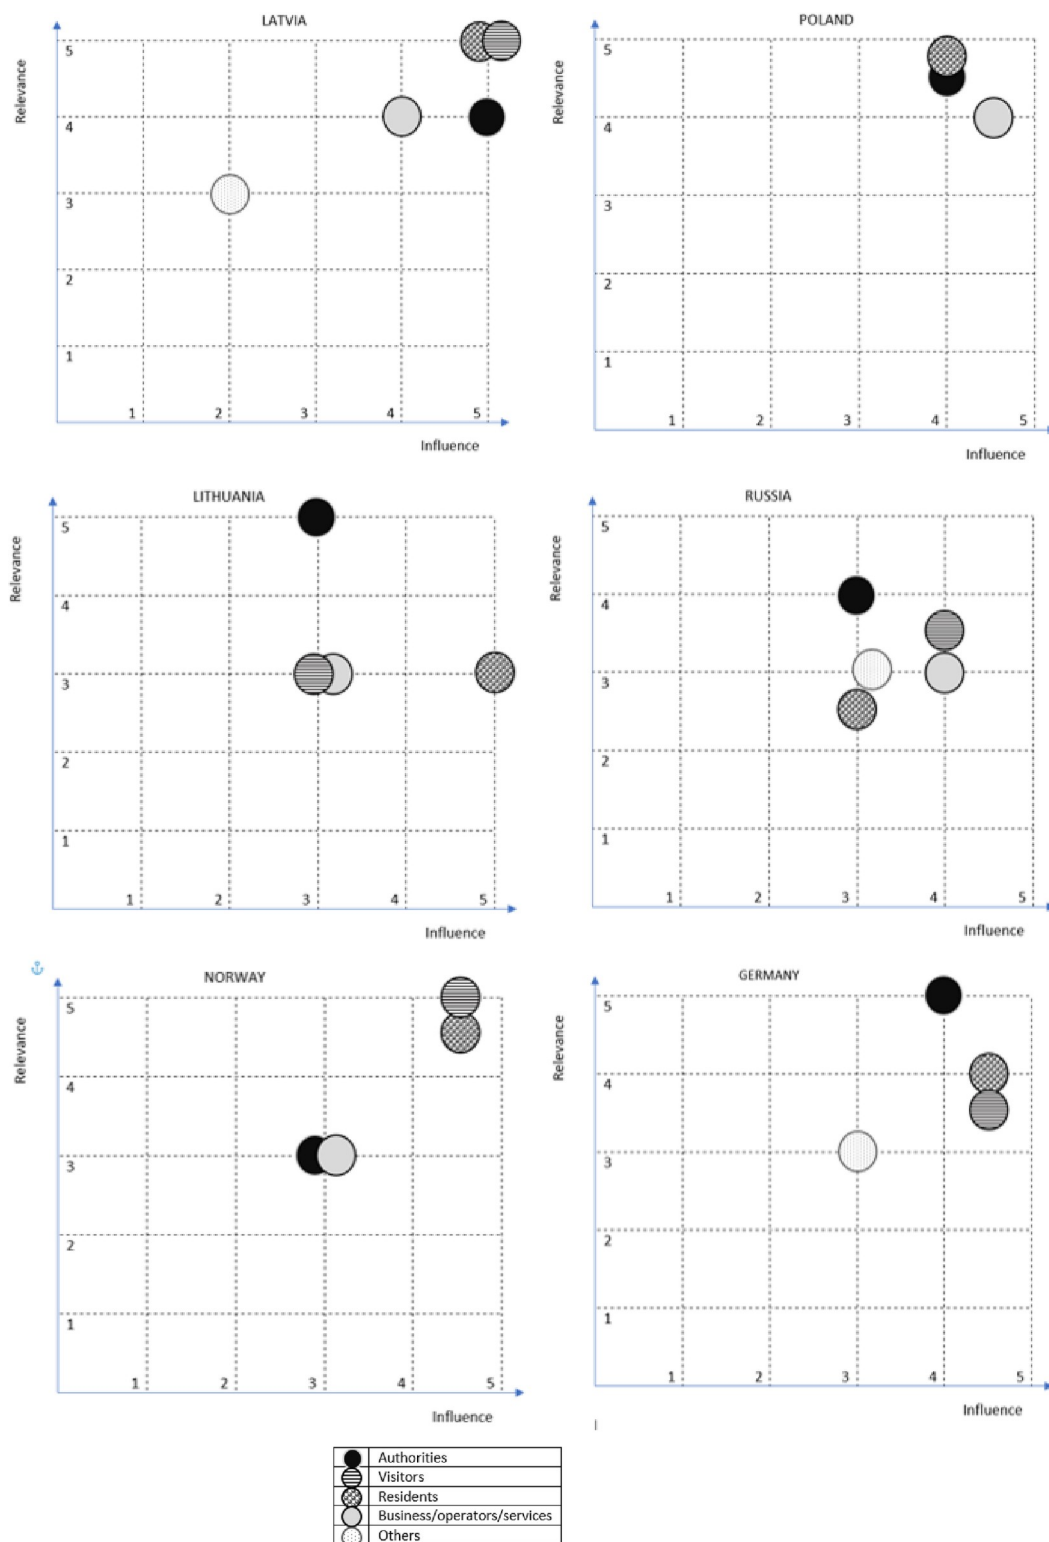 LATVIA
Relevance
5
4
3
2
1
1 2 3 4 5
Influence
POLAND
Relevance
5
4
3
2
1
1 2 3 4 5
Influence
LITHUANIA
Relevance
5
4
3
2
1
1 2 3 4 5
Influence
RUSSIA
Relevance
5
4
3
2
1
1 2 3 4 5
Influence
NORWAY
Relevance
5
4
3
2
1
1 2 3 4 5
Influence
GERMANY
Relevance
5
4
3
2
1
1 2 3 4 5
Influence
Authorities
Visitors
Residents
Business/operators/services
Others